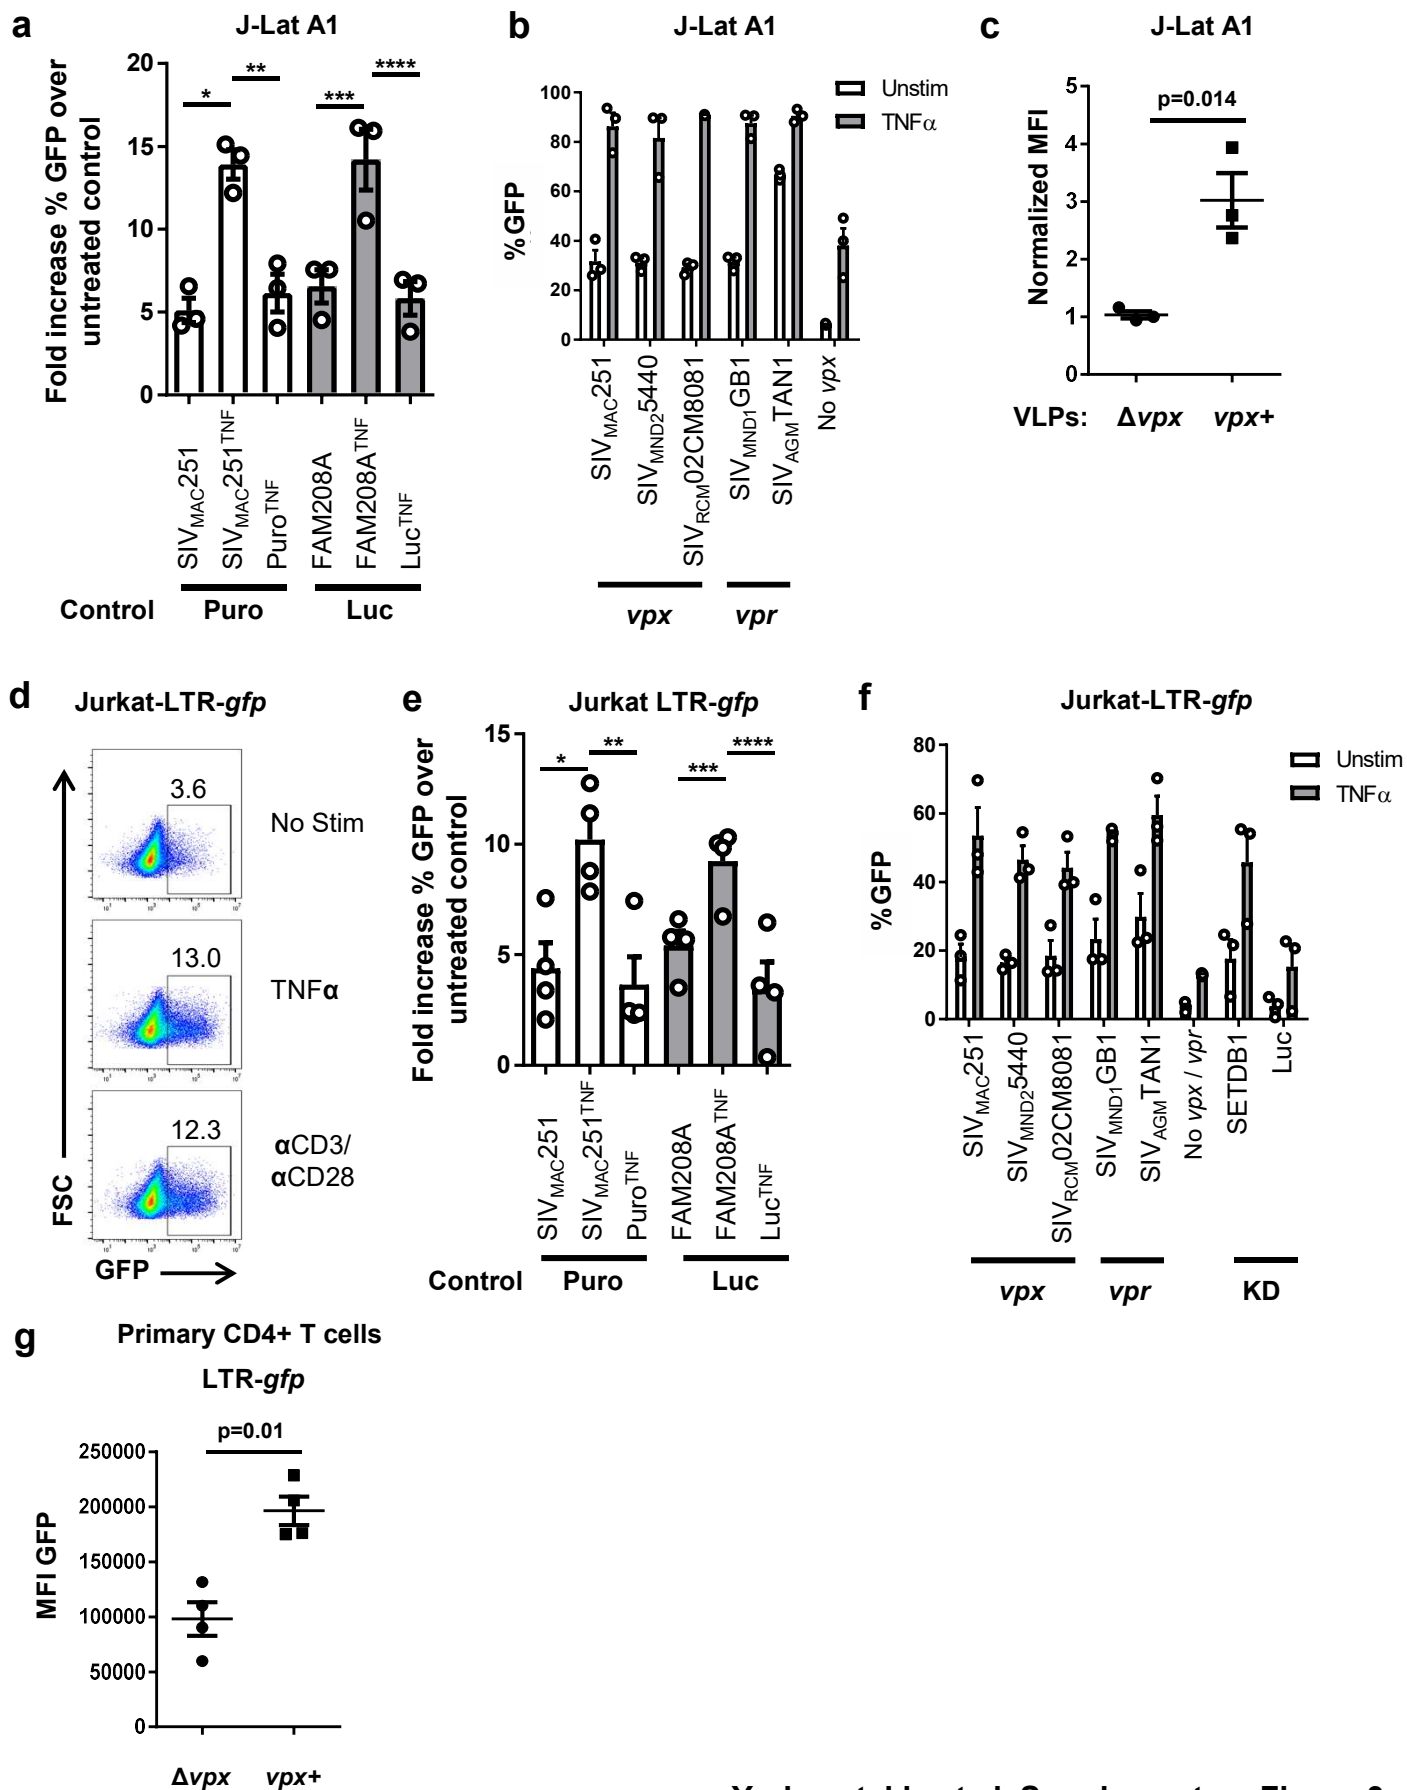 a
J-Lat A1
Fold increase % GFP over
untreated control
20
15
10
5
0
*
**
***
****
SIVMAC251
SIVMAC251TNF
PuroTNF
FAM208A
FAM208ATNF
LucTNF
Control
Puro
Luc
b
J-Lat A1
Unstim
TNFα
%GFP
100
80
60
40
20
0
SIVMAC251
SIVMND25440
SIVRCM02CM8081
SIVMND1GB1
SIVAGMTAN1
No vpx
vpx
vpr
c
J-Lat A1
Normalized MFI
5
4
3
2
1
0
p=0.014
VLPs:
Δvpx
vpx+
d
Jurkat-LTR-gfp
3.6
No Stim
13.0
TNFα
12.3
αCD3/
αCD28
FSC
GFP
e
Jurkat LTR-gfp
Fold increase % GFP over
untreated control
15
10
5
0
*
**
***
****
SIVMAC251
SIVMAC251TNF
PuroTNF
FAM208A
FAM208ATNF
LucTNF
Control
Puro
Luc
f
Jurkat-LTR-gfp
Unstim
TNFα
%GFP
80
60
40
20
0
SIVMAC251
SIVMND25440
SIVRCM02CM8081
SIVMND1GB1
SIVAGMTAN1
No vpx / vpr
SETDB1
Luc
vpx
vpr
KD
g
Primary CD4+ T cells
LTR-gfp
p=0.01
MFI GFP
250000
200000
150000
100000
50000
0
Δvpx
vpx+